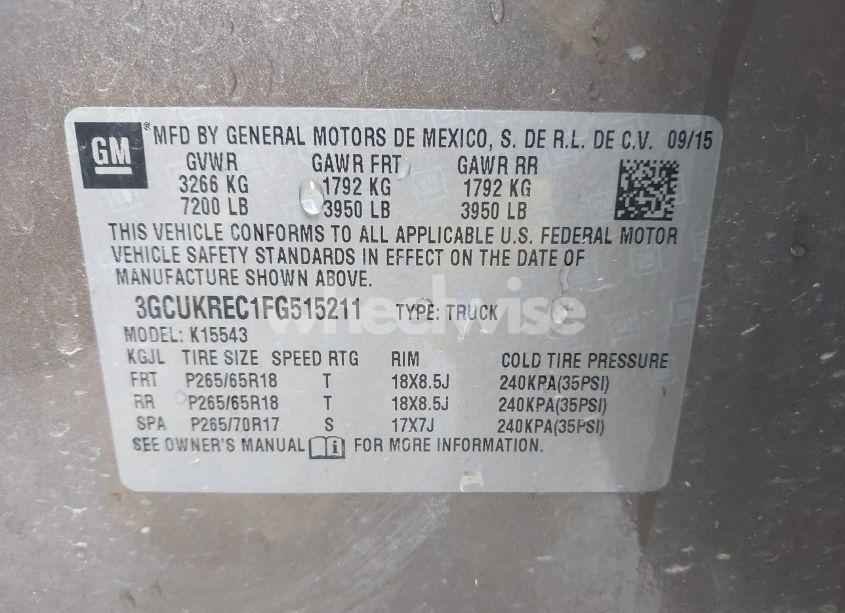 GM
® MFD BY GENERAL MOTORS DE MEXICO, S. DE R.L. DE C.V. 09/15
GVWR GAWR FRT GAWR RR
3266 KG 1792 KG 1792 KG
7200 LB 3950 LB 3950 LB
THIS VEHICLE CONFORMS TO ALL APPLICABLE U.S. FEDERAL MOTOR
VEHICLE SAFETY STANDARDS IN EFFECT ON THE DATE OF
MANUFACTURE SHOWN ABOVE.
3GCUKREC1FG515211 TYPE: TRUCK
wheelwise
MODEL: K15543
KGJL TIRE SIZE SPEED RTG RIM COLD TIRE PRESSURE
FRT P265/65R18 T 18X8.5J 240KPA(35PSI)
RR P265/65R18 T 18X8.5J 240KPA(35PSI)
SPA P265/70R17 S 17X7J 240KPA(35PSI)
SEE OWNER'S MANUAL FOR MORE INFORMATION.